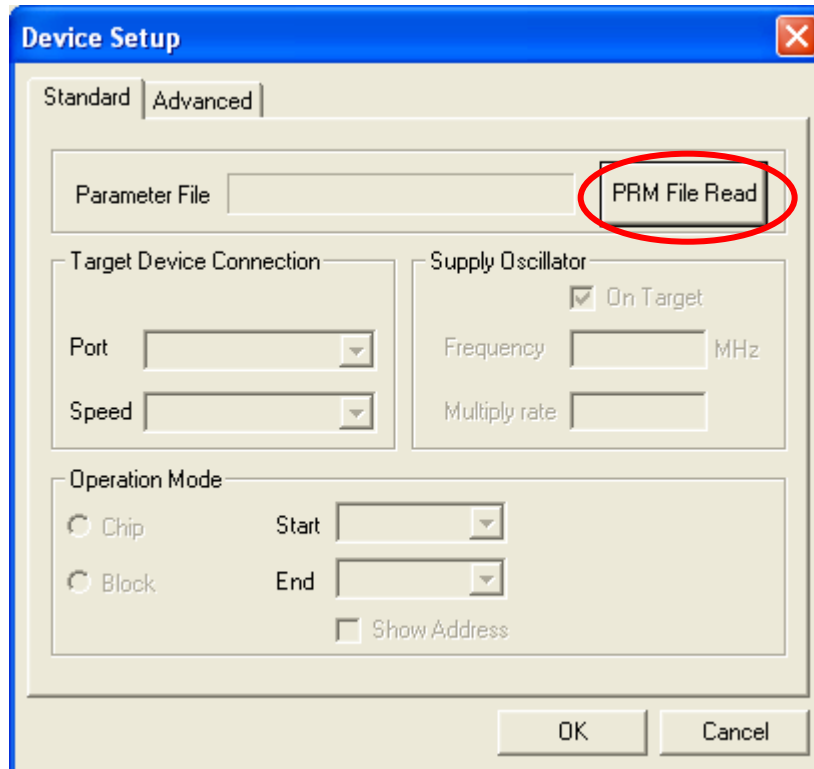 Device Setup
Standard Advanced
Parameter File PRM File Read
Target Device Connection
Port
Speed
Supply Oscillator
On Target
Frequency MHz
Multiply rate
Operation Mode
Chip Start
Block End
Show Address
OK Cancel